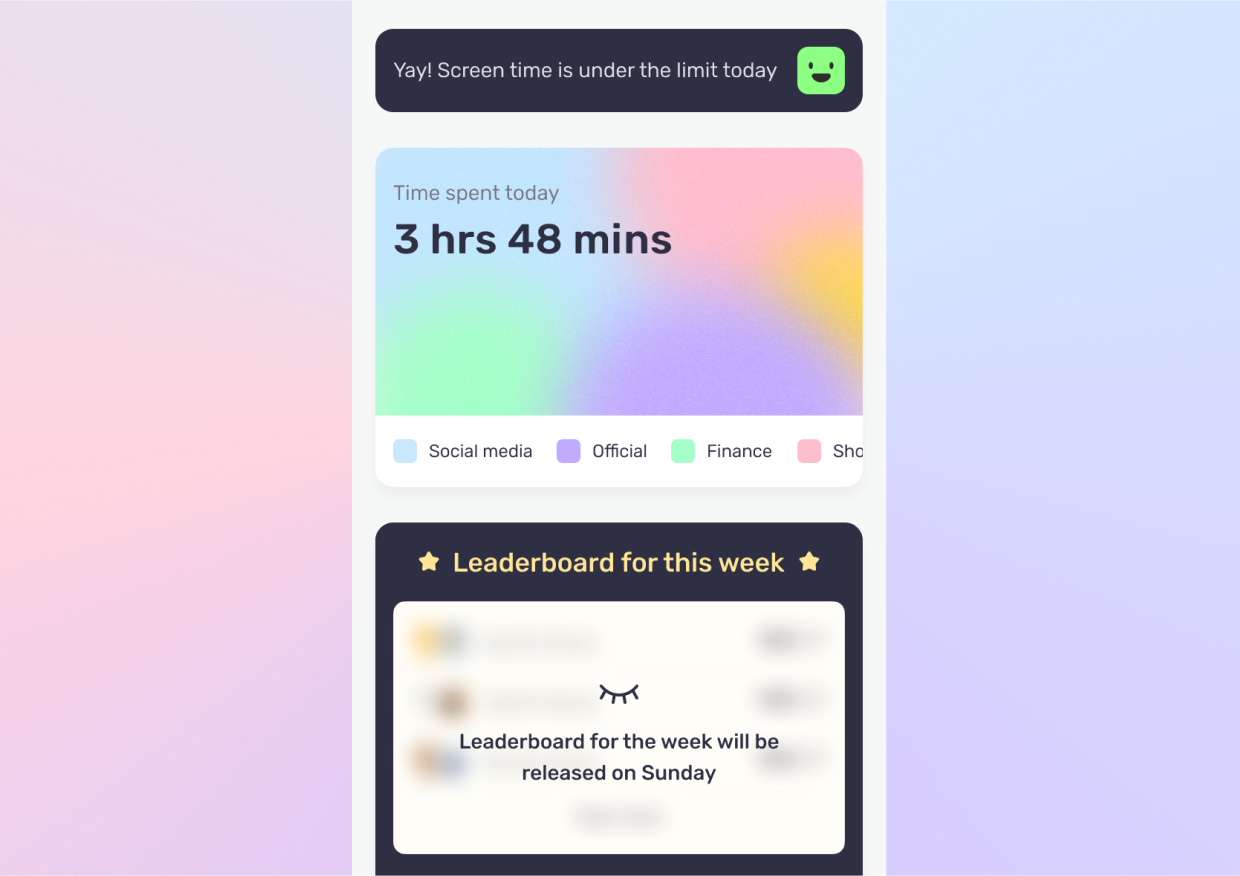 Yay! Screen time is under the limit today
Time spent today
3 hrs 48 mins
Social media
Official
Finance
Sho
Leaderboard for this week
Leaderboard for the week will be
released on Sunday